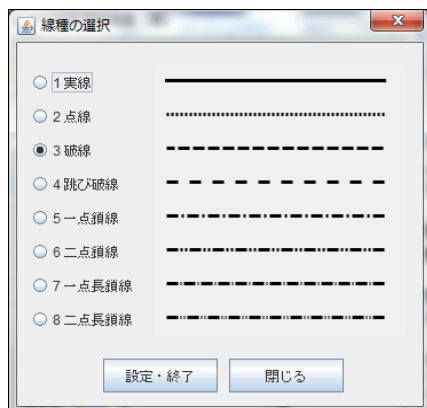 線種の選択
1 実線
2 点線
3 破線
4 跳び破線
5 一点鎖線
6 二点鎖線
7 一点長鎖線
8 二点長鎖線
設定・終了 閉じる